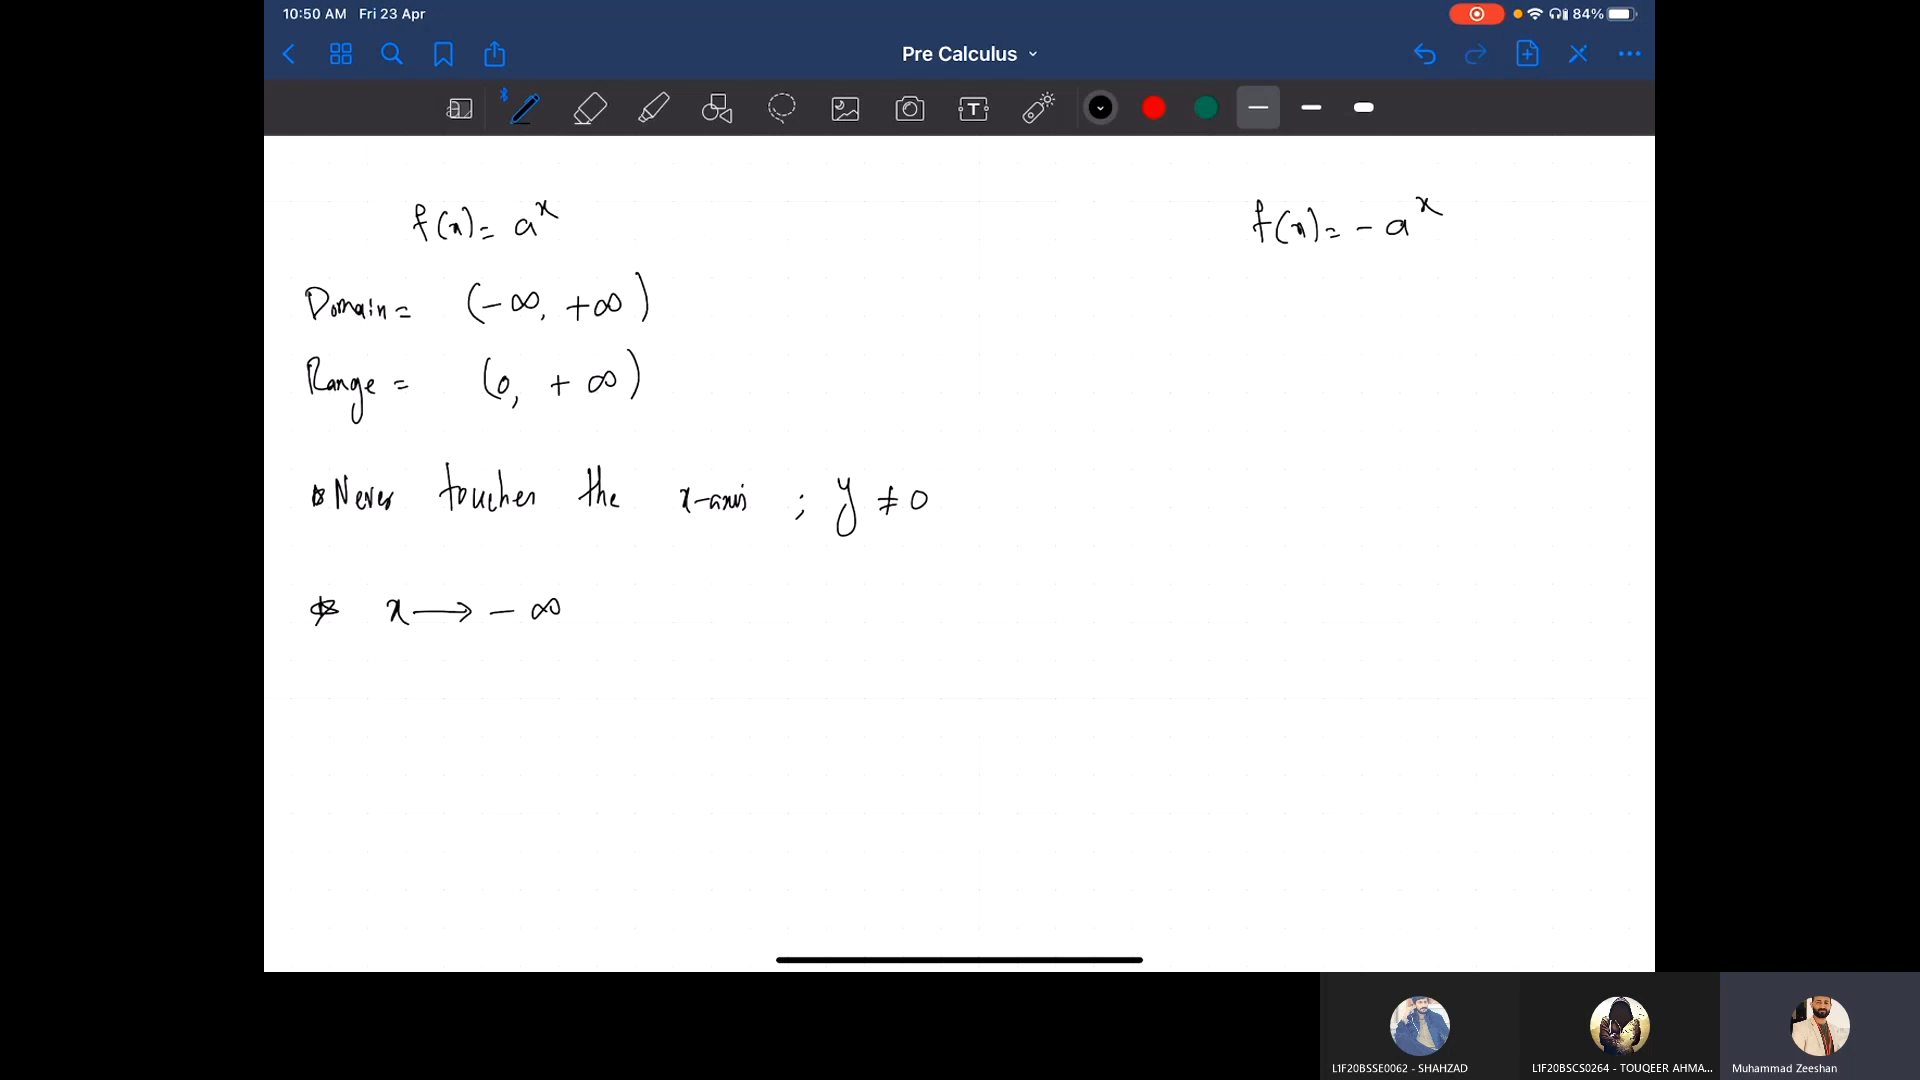 10:50 AM Fri 23 Apr
84%
Pre Calculus
T
f(x) = a^x
f(x) = - a^x
Domain = (-∞, +∞)
Range = (0, +∞)
* Never touches the x-axis ; y ≠ 0
* x ⟶ - ∞
L1F20BSSE0062 - SHAHZAD
L1F20BSCS0264 - TOUQEER AHMA...
Muhammad Zeeshan